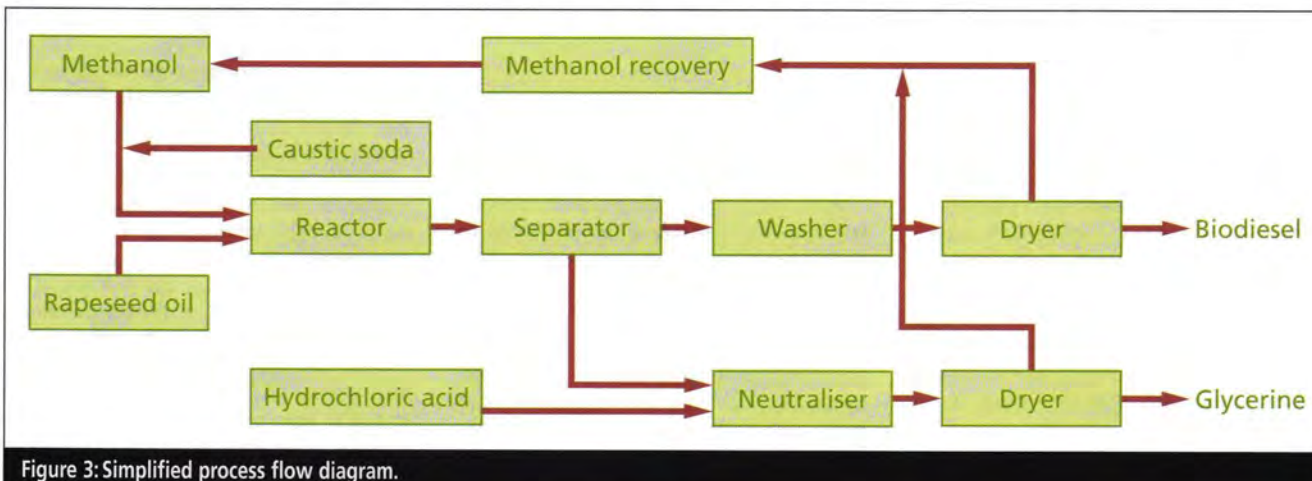 Methanol
Methanol recovery
Caustic soda
Reactor
Separator
Washer
Dryer
Biodiesel
Rapeseed oil
Hydrochloric acid
Neutraliser
Dryer
Glycerine
Figure 3: Simplified process flow diagram.